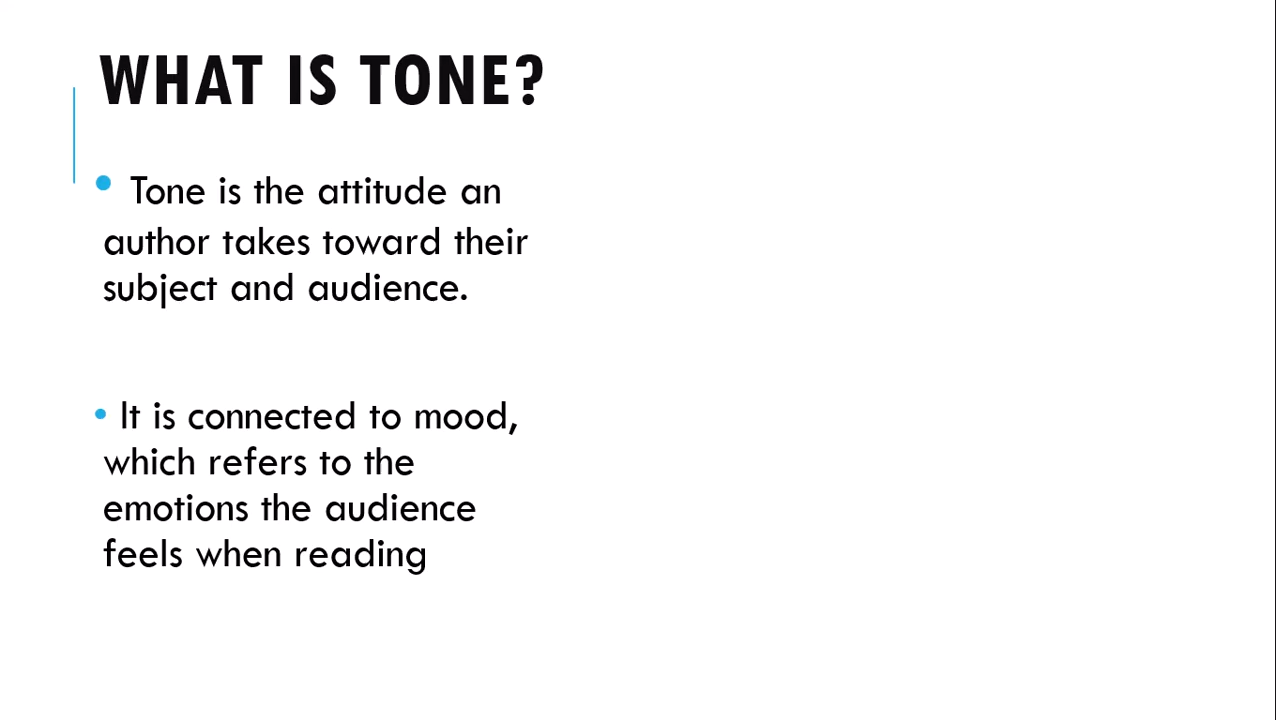 WHAT IS TONE?
• Tone is the attitude an
author takes toward their
subject and audience.
• It is connected to mood,
which refers to the
emotions the audience
feels when reading